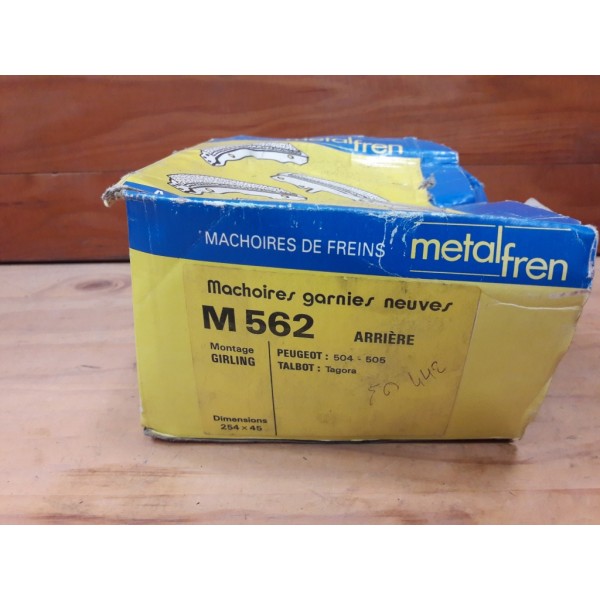 metalfren
MACHOIRES DE FREINS
metalfren
Machoires garnies neuves
M 562 ARRIÈRE
Montage
GIRLING
PEUGEOT : 504 - 505
TALBOT : Tagora
Dimensions
254 x 45